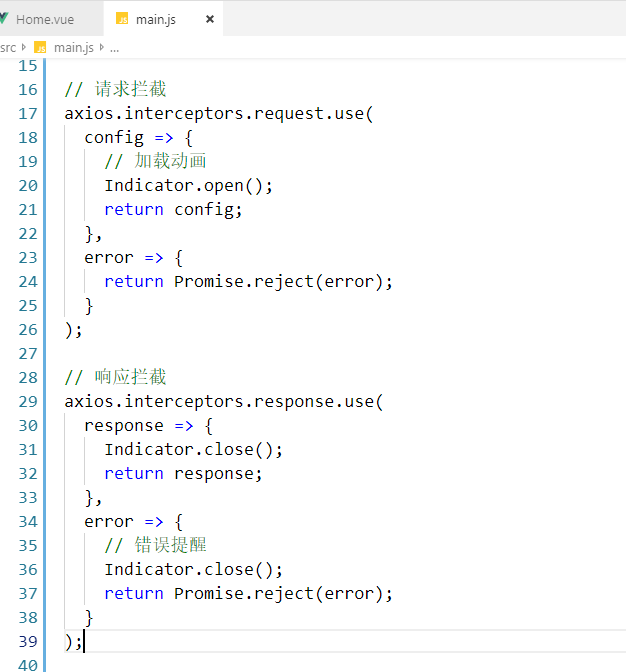 Home.vue
JS main.js ×
src > JS main.js > ...
15
16 // 请求拦截
17 axios.interceptors.request.use(
18 config => {
19 // 加载动画
20 Indicator.open();
21 return config;
22 },
23 error => {
24 return Promise.reject(error);
25 }
26 );
27
28 // 响应拦截
29 axios.interceptors.response.use(
30 response => {
31 Indicator.close();
32 return response;
33 },
34 error => {
35 // 错误提醒
36 Indicator.close();
37 return Promise.reject(error);
38 }
39 );
40